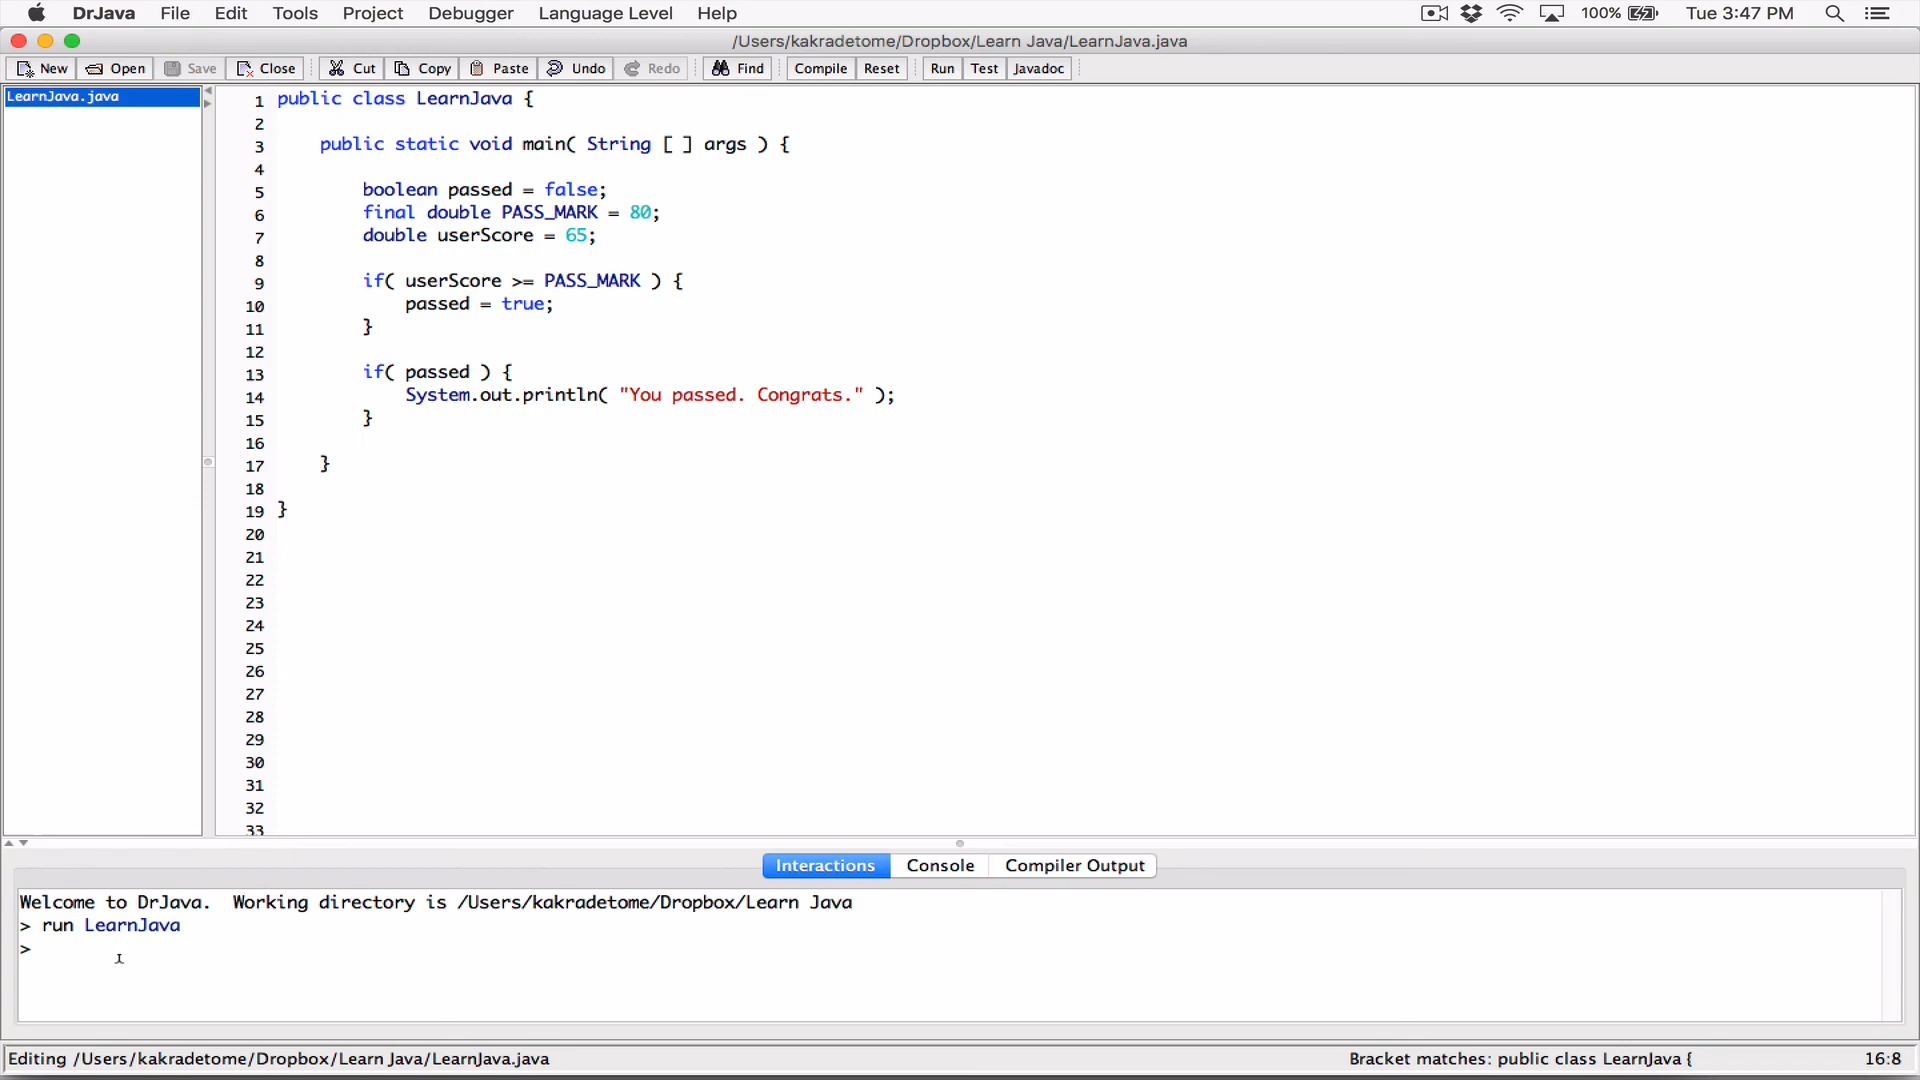 DrJava File Edit Tools Project Debugger Language Level Help 100% Tue 3:47 PM
/Users/kakradetome/Dropbox/Learn Java/LearnJava.java
New Open Save Close Cut Copy Paste Undo Redo Find Compile Reset Run Test Javadoc
LearnJava.java
1 public class LearnJava {
2
3 public static void main( String [ ] args ) {
4
5 boolean passed = false;
6 final double PASS_MARK = 80;
7 double userScore = 65;
8
9 if( userScore >= PASS_MARK ) {
10 passed = true;
11 }
12
13 if( passed ) {
14 System.out.println( "You passed. Congrats." );
15 }
16
17 }
18
19 }
20
21
22
23
24
25
26
27
28
29
30
31
32
33
Interactions Console Compiler Output
Welcome to DrJava.  Working directory is /Users/kakradetome/Dropbox/Learn Java
> run LearnJava
>
Editing /Users/kakradetome/Dropbox/Learn Java/LearnJava.java Bracket matches: public class LearnJava { 16:8